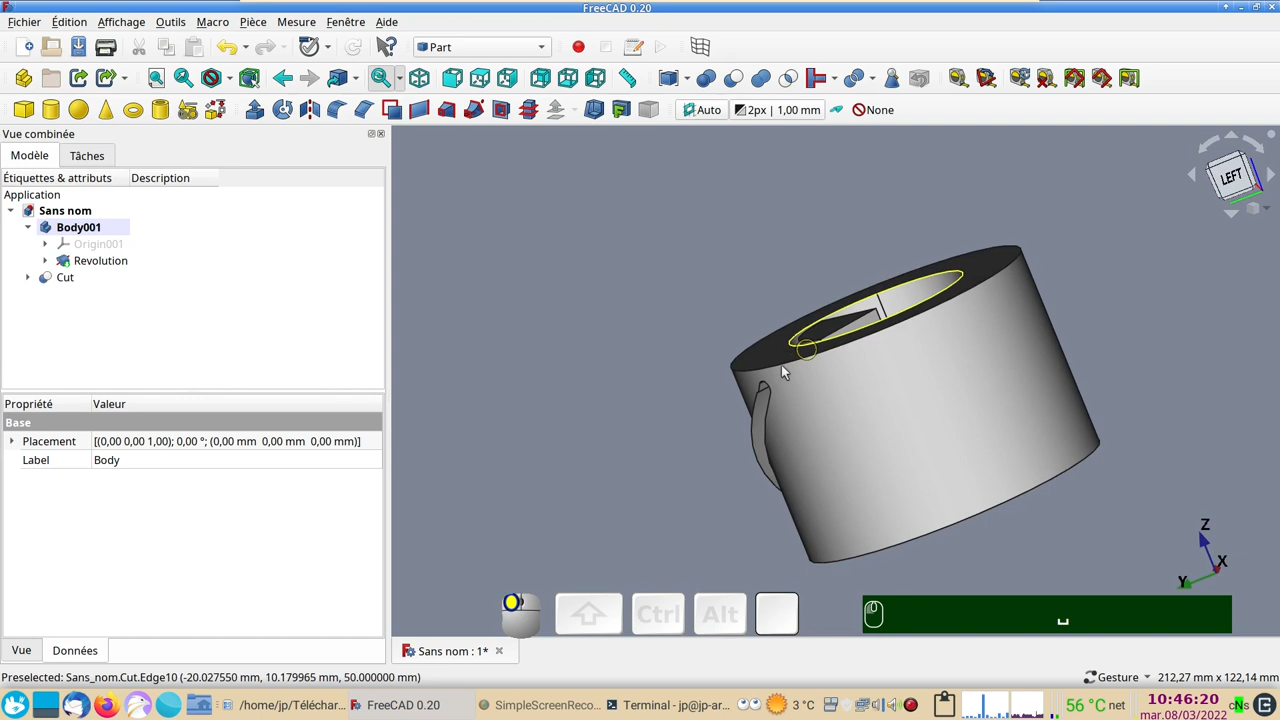 FreeCAD 0.20
Fichier Édition Affichage Outils Macro Pièce Mesure Fenêtre Aide
Part
Auto 2px | 1,00 mm None
Vue combinée
Modèle Tâches
Étiquettes & attributs Description
Application
Sans nom
Body001
Origin001
Revolution
Cut
Propriété Valeur
Base
Placement [(0,00 0,00 1,00); 0,00 °; (0,00 mm 0,00 mm 0,00 mm)]
Label Body
LEFT
Z
X
Y
Ctrl Alt
Vue Données
Sans nom : 1*
Preselected: Sans_nom.Cut.Edge10 (-20.027550 mm, 10.179965 mm, 50.000000 mm)
Gesture 212,27 mm x 122,14 mm
/home/jp/Téléchar... FreeCAD 0.20 SimpleScreenReco... Terminal - jp@jp-ar... 3°C 56 °C net 10:46:20
mar.08/03/2022